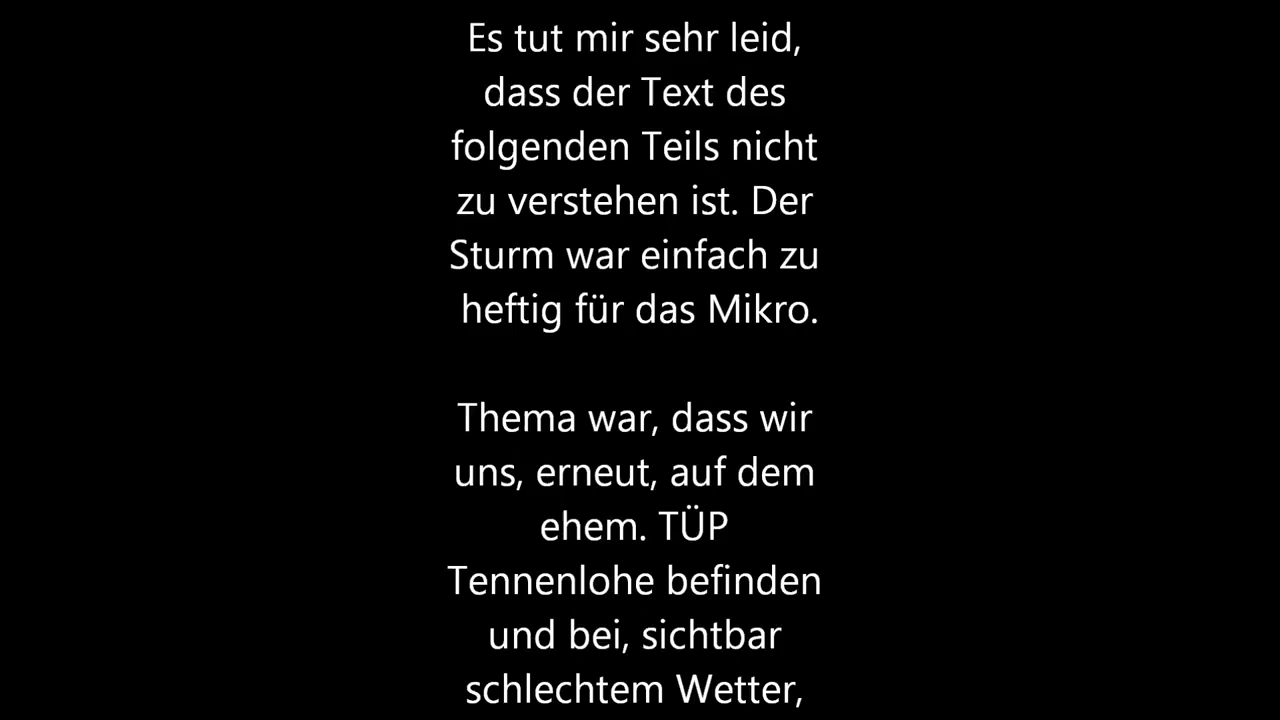 Es tut mir sehr leid,
dass der Text des
folgenden Teils nicht
zu verstehen ist. Der
Sturm war einfach zu
heftig für das Mikro.
Thema war, dass wir
uns, erneut, auf dem
ehem. TÜP
Tennenlohe befinden
und bei, sichtbar
schlechtem Wetter,